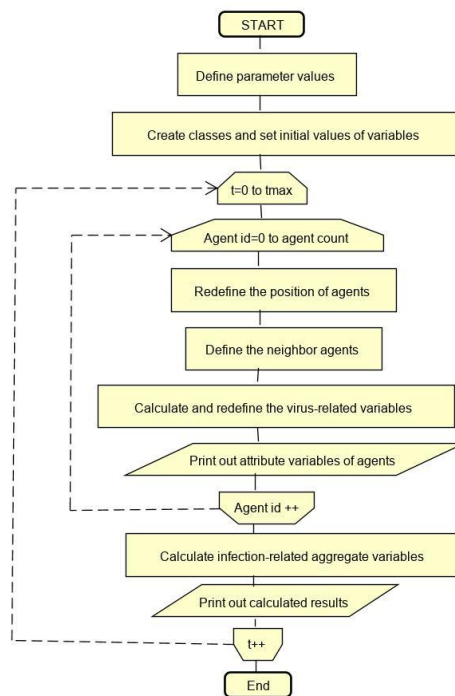 START
Define parameter values
Create classes and set initial values of variables
t=0 to tmax
Agent id=0 to agent count
Redefine the position of agents
Define the neighbor agents
Calculate and redefine the virus-related variables
Print out attribute variables of agents
Agent id ++
Calculate infection-related aggregate variables
Print out calculated results
t++
End